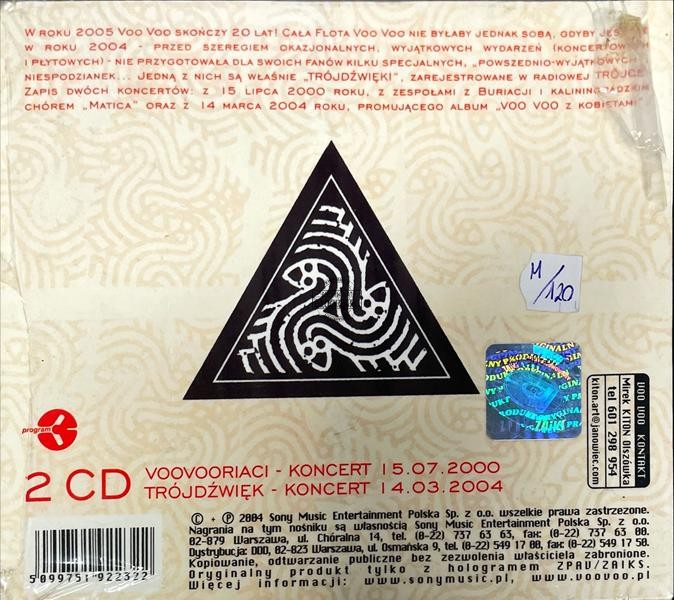 W ROKU 2005 VOO VOO SKOŃCZY 20 LAT! CAŁA FLOTA VOO VOO NIE BYŁABY JEDNAK SOBĄ, GDYBY
W ROKU 2004 - PRZED SZEREGIEM OKAZJONALNYCH, WYJĄTKOWYCH WYDARZEŃ (KONCERTOWYCH
I PŁYTOWYCH) - NIE PRZYGOTOWAŁA DLA SWOICH FANÓW KILKU SPECJALNYCH, „POWSZEDNIO-WYJĄTKOWYCH
NIESPODZIANEK... JEDNĄ Z NICH SĄ WŁAŚNIE „TRÓJDŹWIĘKI", ZAREJESTROWANE W RADIOWEJ TRÓJCE
ZAPIS DWÓCH KONCERTÓW: Z 15 LIPCA 2000 ROKU, Z ZESPOŁAMI Z BURIACJI I KALININGRADZKIM
CHÓREM „MATICA" ORAZ Z 14 MARCA 2004 ROKU, PROMUJĄCEGO ALBUM „VOO VOO Z KOBIETAMI"
M/120
ZAIKS
VOO VOO KONTAKT
Mirek KITON Olszówka
tel 601 298 954
kiton.art@janowiec.com
program
2 CD
VOOVOORIACI - KONCERT 15.07.2000
TRÓJDŹWIĘK - KONCERT 14.03.2004
© + ℗ 2004 Sony Music Entertainment Polska Sp. z o.o. wszelkie prawa zastrzeżone.
Nagrania na tym nośniku są własnością Sony Music Entertainment Polska Sp. z o.o.
02-879 Warszawa, ul. Chóralna 14, tel. (0-22) 737 63 63, fax: (0-22) 737 63 00.
Dystrybucja: DDD, 02-823 Warszawa, ul. Osmańska 9, tel. (0-22) 549 17 00, fax. (0-22) 549 17 50.
Kopiowanie, odtwarzanie publiczne bez zezwolenia właściciela zabronione.
Oryginalny produkt tylko z hologramem ZPAV/ZAIKS.
Więcej informacji: www.sonymusic.pl, www.voovoo.pl
5099751 922322